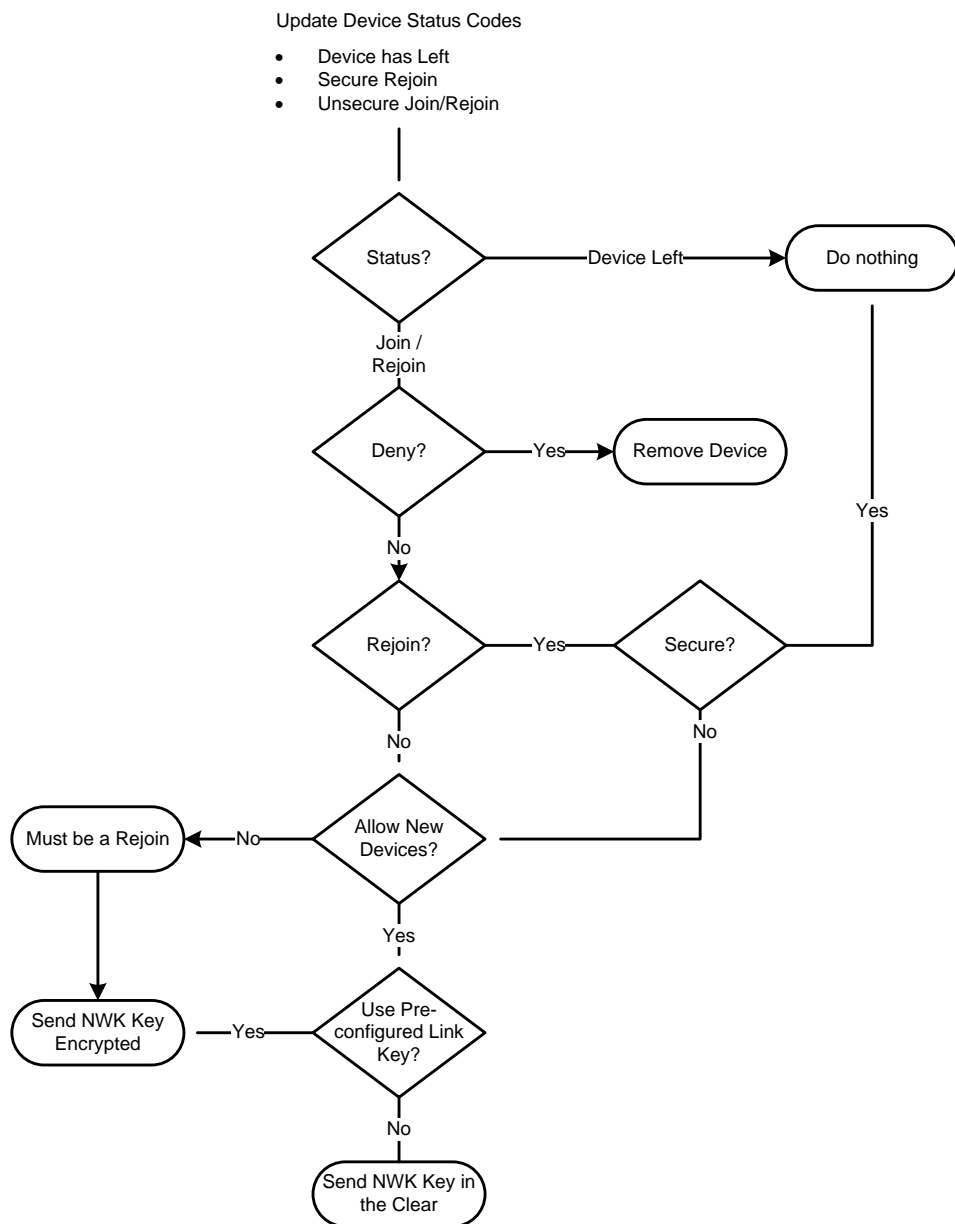 Update Device Status Codes
• Device has Left
• Secure Rejoin
• Unsecure Join/Rejoin
Status?
Device Left
Do nothing
Join /
Rejoin
Deny?
Yes
Remove Device
Yes
No
Rejoin?
Yes
Secure?
No
No
Must be a Rejoin
No
Allow New
Devices?
Yes
Send NWK Key
Encrypted
Yes
Use Pre-
configured Link
Key?
No
Send NWK Key in
the Clear